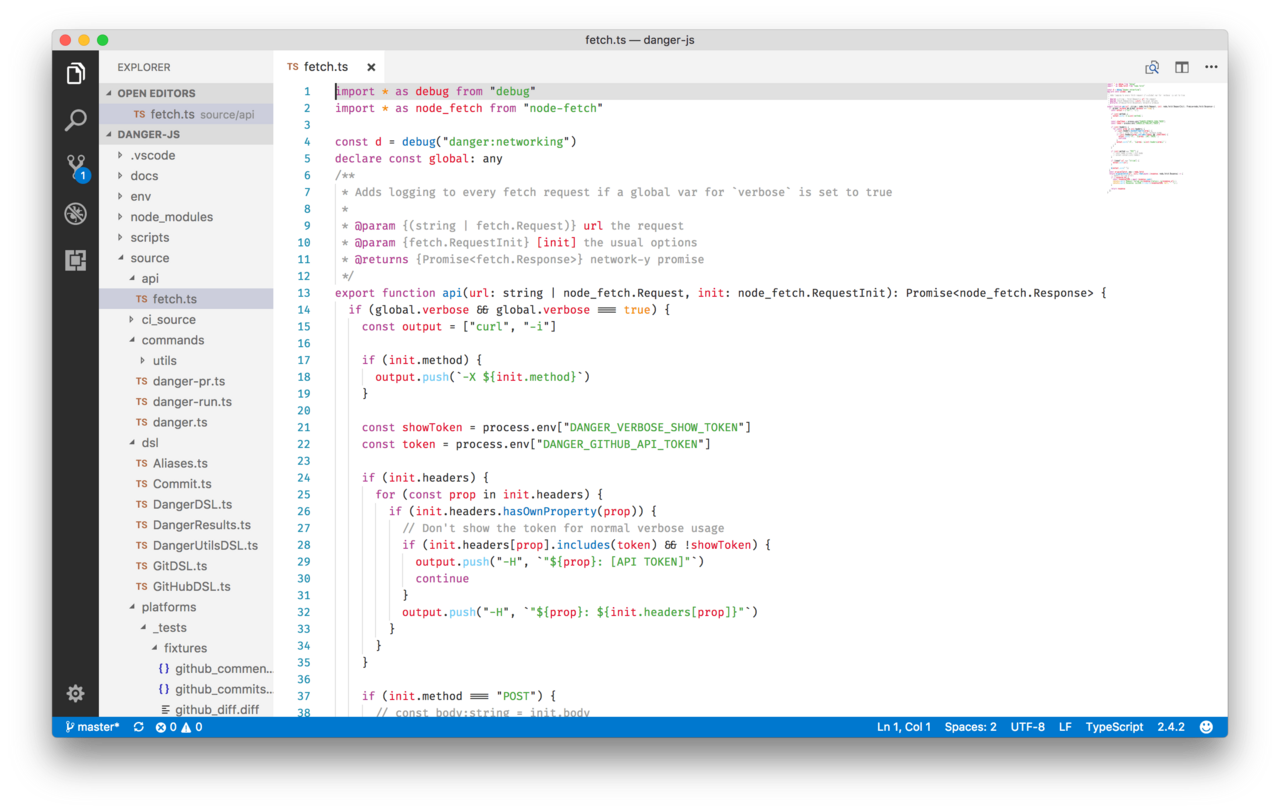 fetch.ts — danger-js
EXPLORER
OPEN EDITORS
TS fetch.ts source/api
DANGER-JS
.vscode
docs
env
node_modules
scripts
source
api
TS fetch.ts
ci_source
commands
utils
TS danger-pr.ts
TS danger-run.ts
TS danger.ts
dsl
TS Aliases.ts
TS Commit.ts
TS DangerDSL.ts
TS DangerResults.ts
TS DangerUtilsDSL.ts
TS GitDSL.ts
TS GitHubDSL.ts
platforms
_tests
fixtures
{} github_commen...
{} github_commits...
github_diff.diff
1
TS fetch.ts ×
1 import * as debug from "debug"
2 import * as node_fetch from "node-fetch"
3
4 const d = debug("danger:networking")
5 declare const global: any
6 /**
7 * Adds logging to every fetch request if a global var for `verbose` is set to true
8 *
9 * @param {(string | fetch.Request)} url the request
10 * @param {fetch.RequestInit} [init] the usual options
11 * @returns {Promise<fetch.Response>} network-y promise
12 */
13 export function api(url: string | node_fetch.Request, init: node_fetch.RequestInit): Promise<node_fetch.Response> {
14 if (global.verbose && global.verbose === true) {
15 const output = ["curl", "-i"]
16
17 if (init.method) {
18 output.push(`-X ${init.method}`)
19 }
20
21 const showToken = process.env["DANGER_VERBOSE_SHOW_TOKEN"]
22 const token = process.env["DANGER_GITHUB_API_TOKEN"]
23
24 if (init.headers) {
25 for (const prop in init.headers) {
26 if (init.headers.hasOwnProperty(prop)) {
27 // Don't show the token for normal verbose usage
28 if (init.headers[prop].includes(token) && !showToken) {
29 output.push("-H", `"${prop}: [API TOKEN]"`)
30 continue
31 }
32 output.push("-H", `"${prop}: ${init.headers[prop]}"`)
33 }
34 }
35 }
36
37 if (init.method === "POST") {
38 // const body:string = init.body
master* 0 0
Ln 1, Col 1 Spaces: 2 UTF-8 LF TypeScript 2.4.2